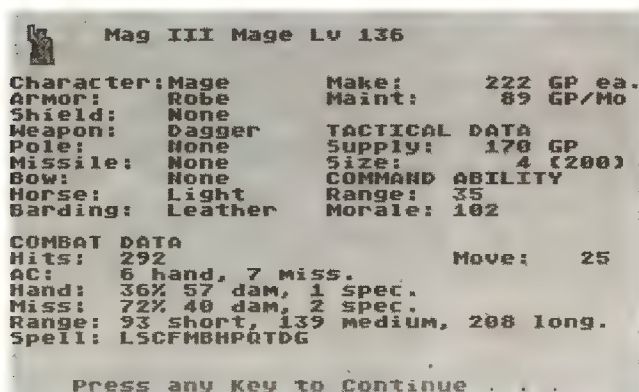 Mag III Mage Lv 136
Character:Mage Make: 222 GP ea.
Armor: Robe Maint: 89 GP/Mo
Shield: None
Weapon: Dagger TACTICAL DATA
Pole: None Supply: 170 GP
Missile: None Size: 4 (200)
Bow: None COMMAND ABILITY
Horse: Light Range: 35
Barding: Leather Morale: 102
COMBAT DATA
Hits: 292 Move: 25
AC: 6 hand, 7 miss.
Hand: 36% 57 dam, 1 spec.
Miss: 72% 40 dam, 2 spec.
Range: 93 short, 139 medium, 208 long.
Spell: LSCFMBHPQTDG
Press any Key to Continue . . .